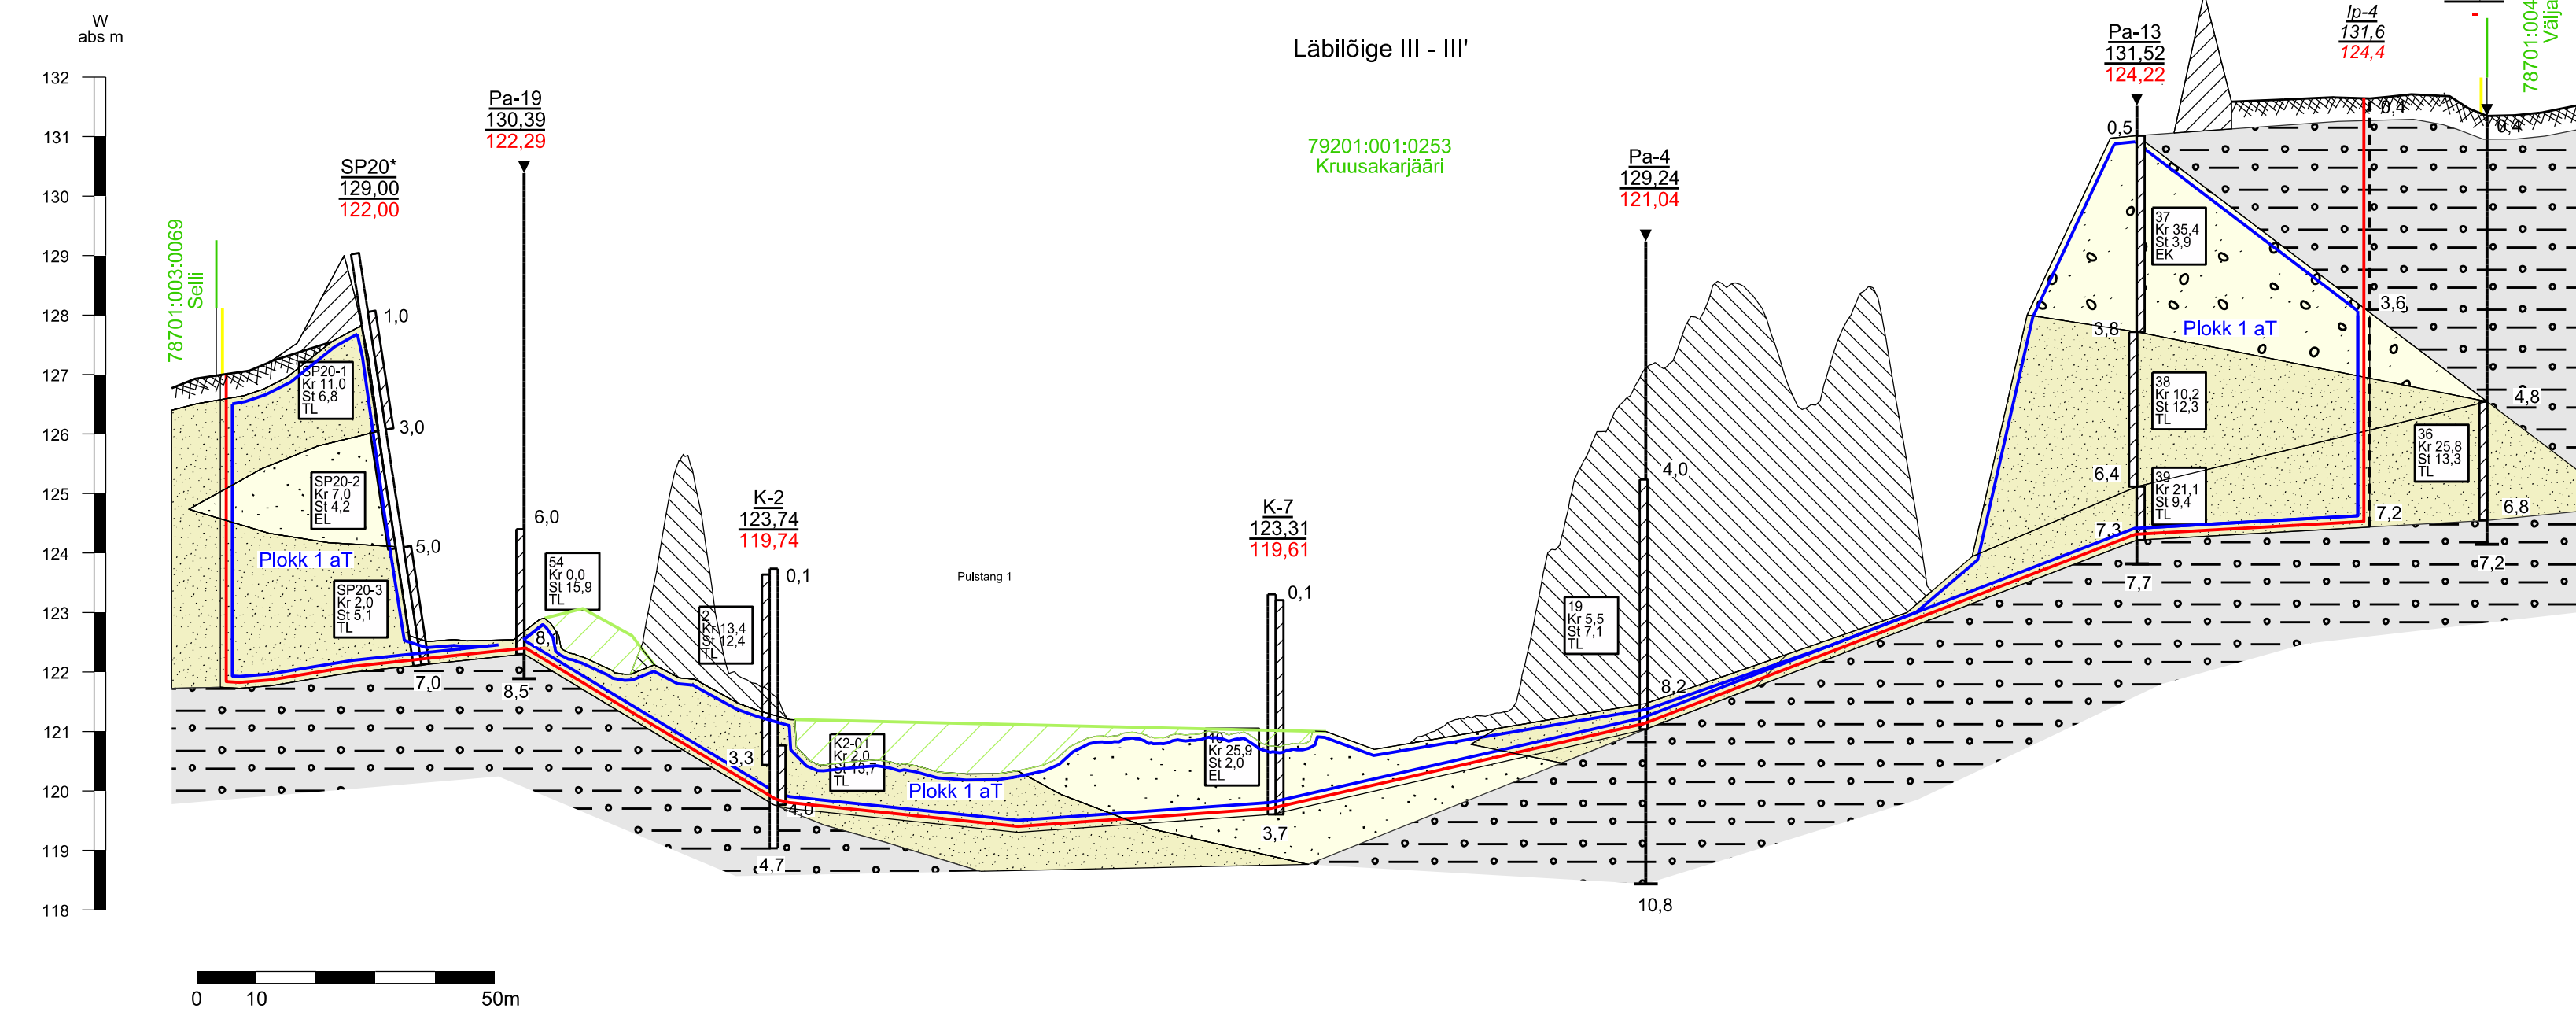 W
abs m
Läbilõige III - III'
132
131
130
129
128
127
126
125
124
123
122
121
120
119
118
78701:003:0069
Selli
SP20*
129,00
122,00
1,0
3,0
5,0
7,0
SP20-1
Kr 11,0
St 6,8
TL
SP20-2
Kr 7,0
St 4,2
EL
Plokk 1 aT
SP20-3
Kr 2,0
St 5,1
TL
Pa-19
130,39
122,29
6,0
8,1
8,5
54
Kr 0,0
St 15,9
TL
2
Kr 13,4
St 12,4
TL
K-2
123,74
119,74
0,1
3,3
4,0
4,7
K2-01
Kr 2,0
St 13,7
TL
Plokk 1 aT
Puistang 1
79201:001:0253
Kruusakarjääri
K-7
123,31
119,61
0,1
3,7
10
Kr 25,9
St 2,0
EL
Pa-4
129,24
121,04
4,0
8,2
10,8
19
Kr 5,5
St 7,1
TL
Pa-13
131,52
124,22
0,5
3,8
6,4
7,3
7,7
37
Kr 35,4
St 3,9
EK
Plokk 1 aT
38
Kr 10,2
St 12,3
TL
39
Kr 21,1
St 9,4
TL
lp-4
131,6
124,4
0,4
3,6
7,2
-
0,4
4,8
6,8
7,2
36
Kr 25,8
St 13,3
TL
78701:004
Välja
0
10
50m